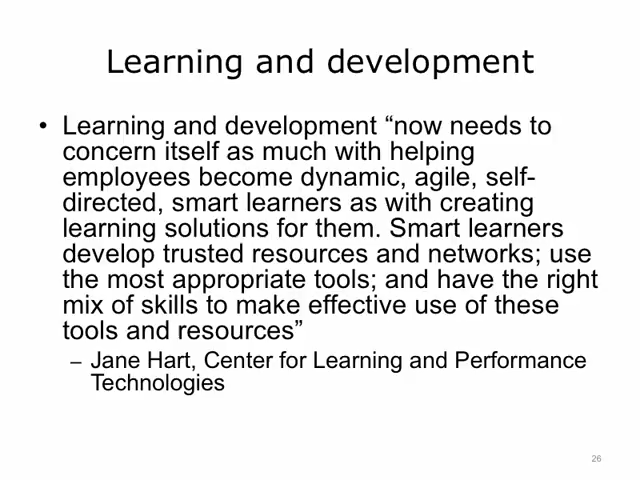 Learning and development
• Learning and development “now needs to
concern itself as much with helping
employees become dynamic, agile, self-
directed, smart learners as with creating
learning solutions for them. Smart learners
develop trusted resources and networks; use
the most appropriate tools; and have the right
mix of skills to make effective use of these
tools and resources”
– Jane Hart, Center for Learning and Performance
Technologies
26